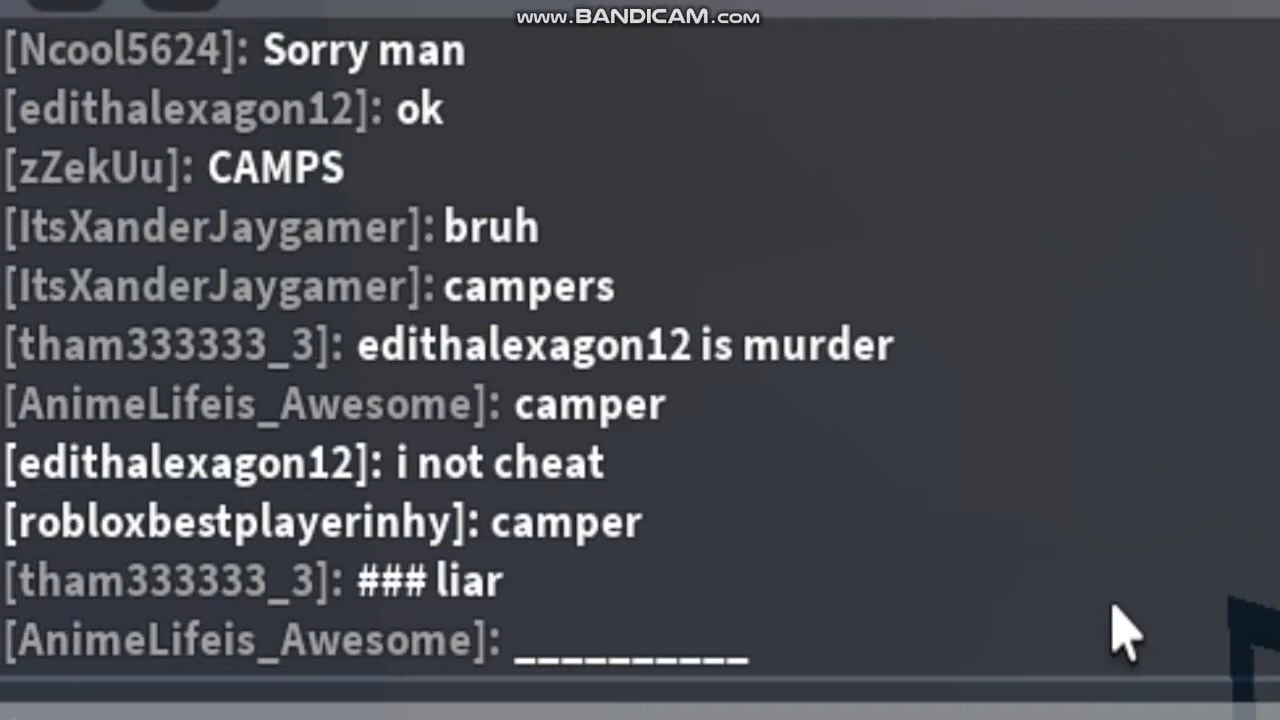 www.BANDICAM.com
[Ncool5624]: Sorry man
[edithalexagon12]: ok
[zZekUu]: CAMPS
[ItsXanderJaygamer]: bruh
[ItsXanderJaygamer]: campers
[tham333333_3]: edithalexagon12 is murder
[AnimeLifeis_Awesome]: camper
[edithalexagon12]: i not cheat
[robloxbestplayerinhy]: camper
[tham333333_3]: ### liar
[AnimeLifeis_Awesome]: __________